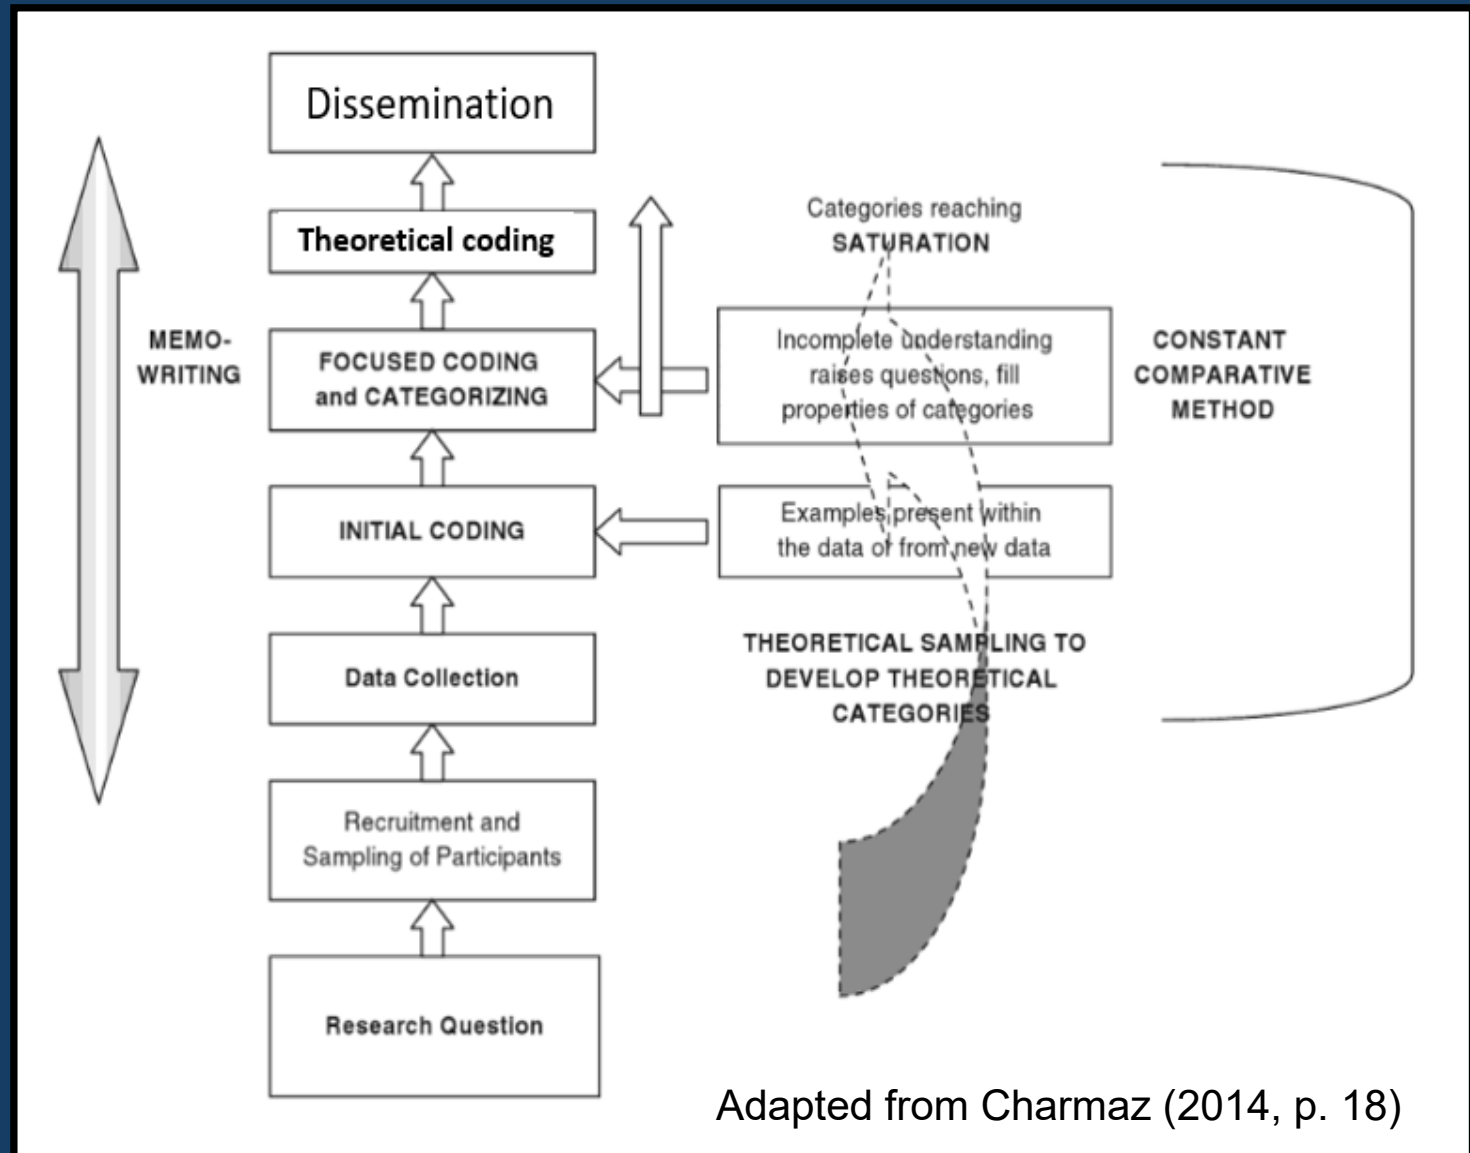 Dissemination
Theoretical coding
FOCUSED CODING
and CATEGORIZING
INITIAL CODING
Data Collection
Recruitment and
Sampling of Participants
Research Question
MEMO-
WRITING
Categories reaching
SATURATION
Incomplete understanding
raises questions, fill
properties of categories
Examples present within
the data or from new data
THEORETICAL SAMPLING TO
DEVELOP THEORETICAL
CATEGORIES
CONSTANT
COMPARATIVE
METHOD
Adapted from Charmaz (2014, p. 18)